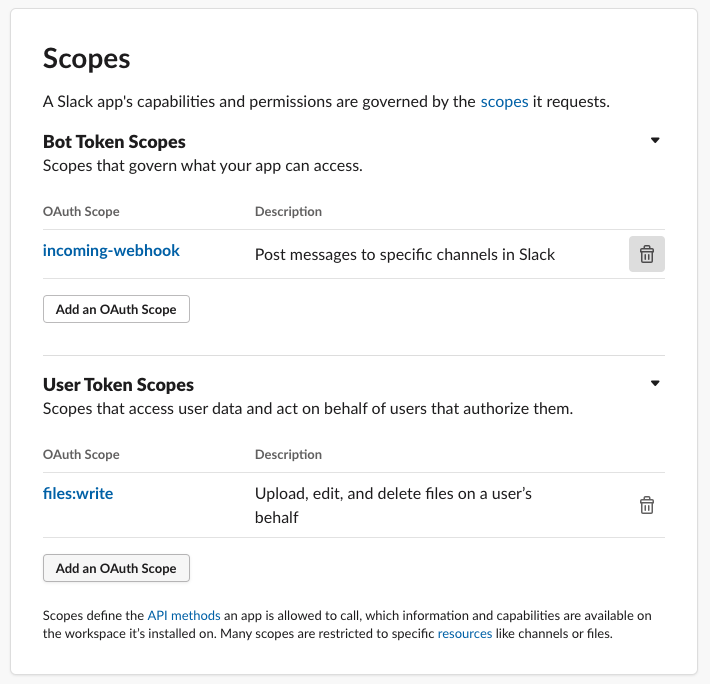 Scopes
A Slack app's capabilities and permissions are governed by the scopes it requests.
Bot Token Scopes
Scopes that govern what your app can access.
OAuth Scope Description
incoming-webhook Post messages to specific channels in Slack
Add an OAuth Scope
User Token Scopes
Scopes that access user data and act on behalf of users that authorize them.
OAuth Scope Description
files:write Upload, edit, and delete files on a user’s
behalf
Add an OAuth Scope
Scopes define the API methods an app is allowed to call, which information and capabilities are available on
the workspace it’s installed on. Many scopes are restricted to specific resources like channels or files.